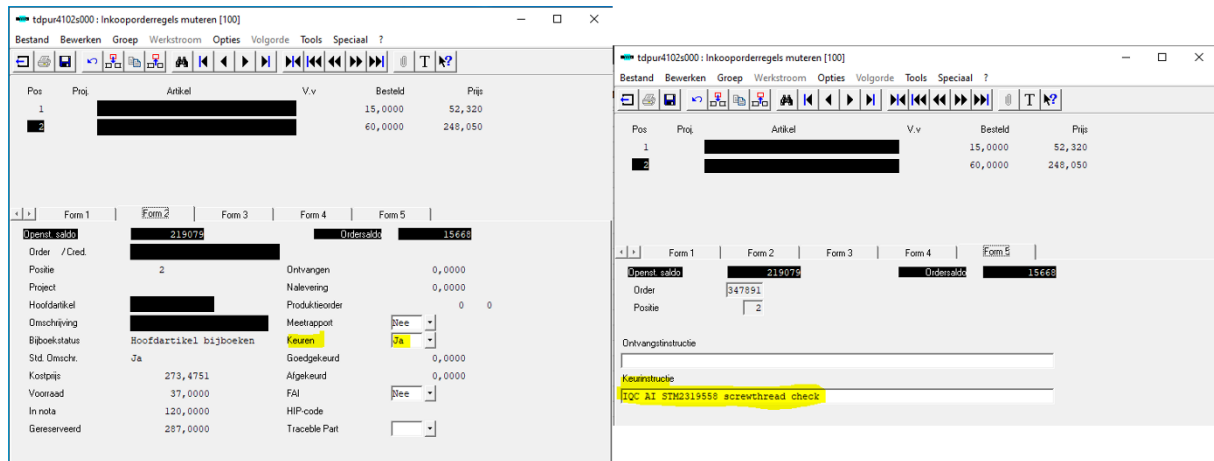 tdpur4102s000 : Inkooporderregels muteren [100]
Bestand Bewerken Groep Werkstroom Opties Volgorde Tools Speciaal ?
T
Pos Proj. Artikel V.v Besteld Prijs
1 15,0000 52,320
2 60,0000 248,050
Form 1 Form 2 Form 3 Form 4 Form 5
Openst. saldo 219079 Ordersaldo 15668
Order /Cred.
Positie 2 Ontvangen 0,0000
Project Nalevering 0,0000
Hoofdartikel Produktieorder 0 0
Omschrijving Meetrapport Nee
Bijboekstatus Hoofdartikel bijboeken Keuren Ja
Std. Omschr. Ja Goedgekeurd 0,0000
Kostprijs 273,4751 Afgekeurd 0,0000
Voorraad 37,0000 FAI Nee
In nota 120,0000 HIP-code
Gereserveerd 287,0000 Traceble Part
tdpur4102s000 : Inkooporderregels muteren [100]
Bestand Bewerken Groep Werkstroom Opties Volgorde Tools Speciaal ?
T
Pos Proj. Artikel V.v Besteld Prijs
1 15,0000 52,320
2 60,0000 248,050
Form 1 Form 2 Form 3 Form 4 Form 5
Openst. saldo 219079 Ordersaldo 15668
Order 347891
Positie 2
Ontvangstinstructie
Keurinstructie
IQC AI STM2319558 screwthread check